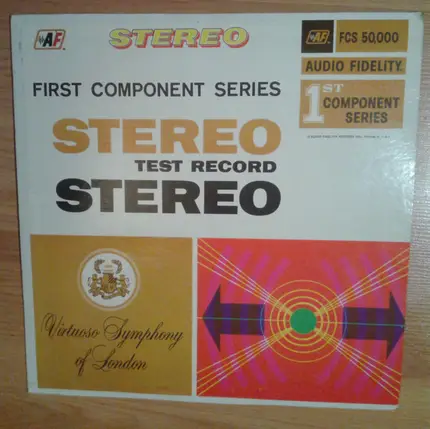 AF
STEREO
AF
FCS 50,000
AUDIO FIDELITY
FIRST COMPONENT SERIES
1ST
COMPONENT
SERIES
STEREO
TEST RECORD
STEREO
Virtuoso Symphony
of London